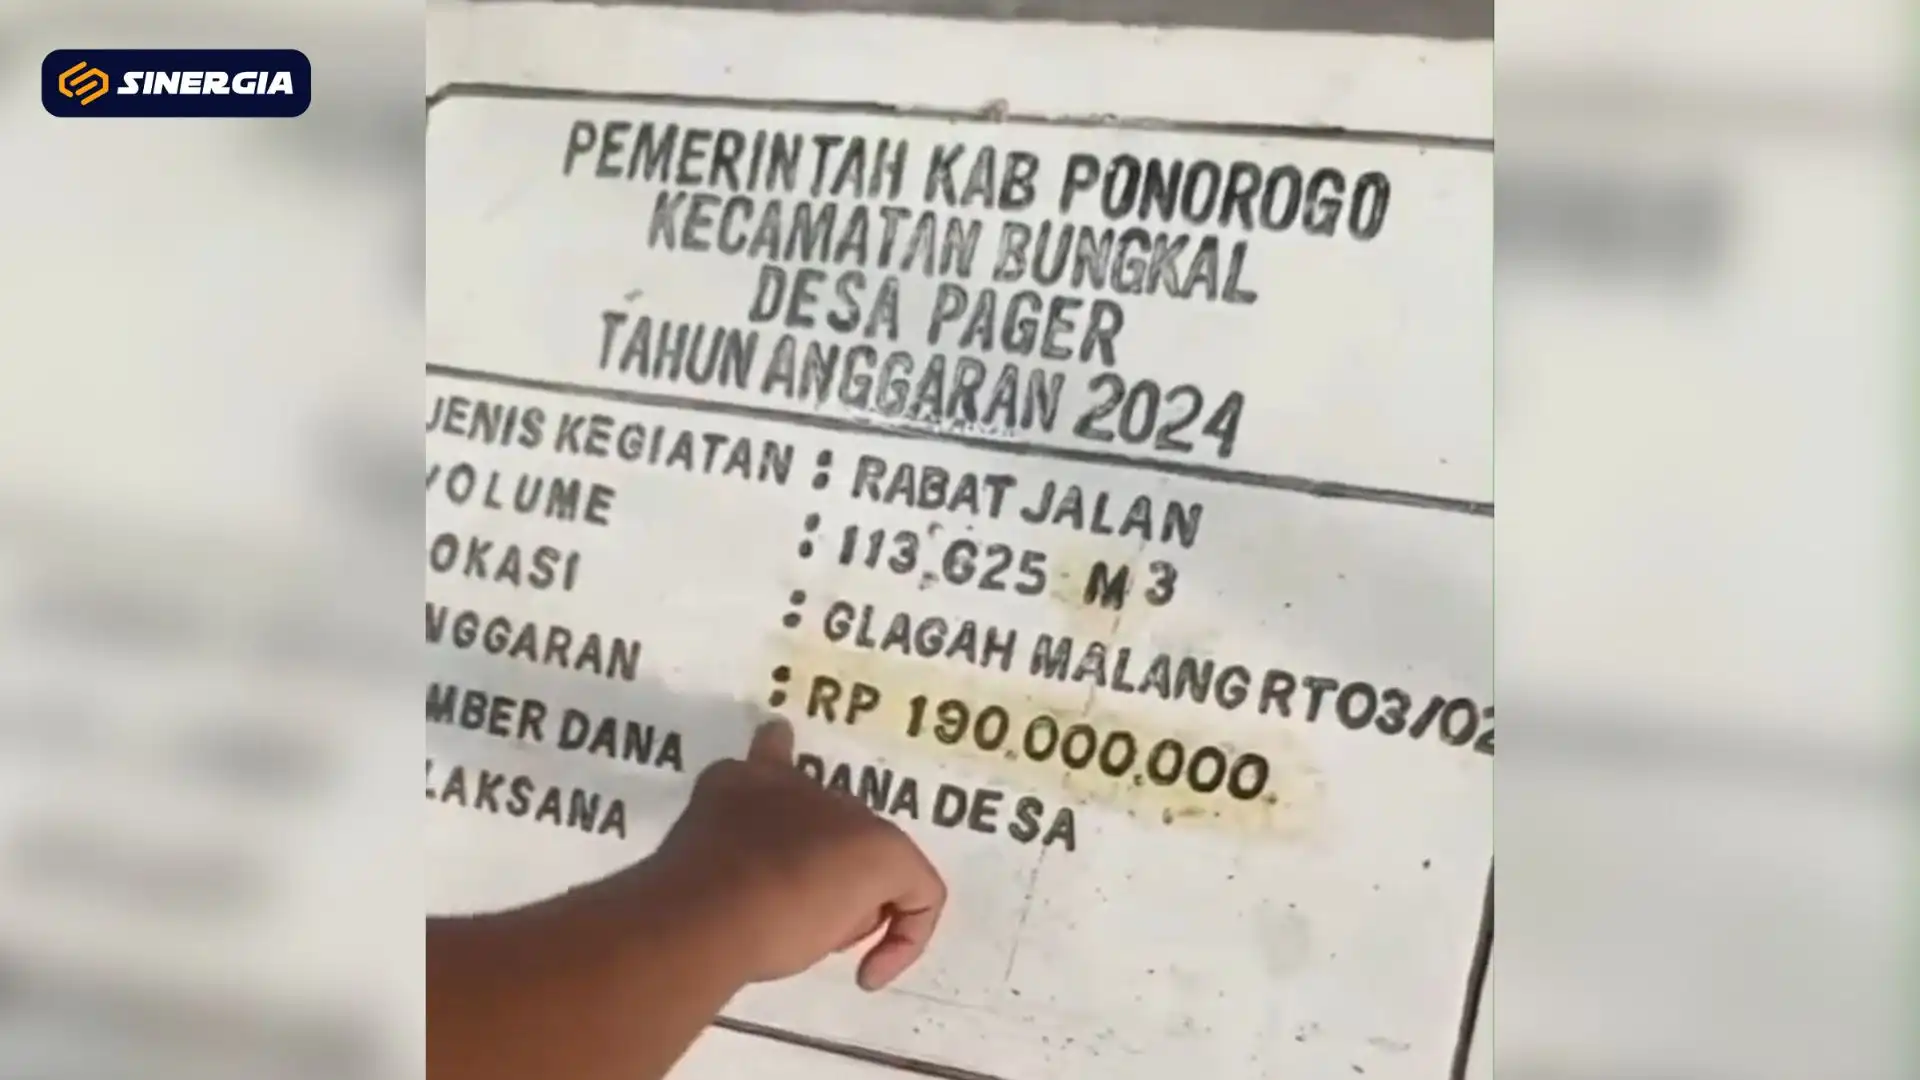 SINERGIA
PEMERINTAH KAB PONOROGO
KECAMATAN BUNGKAL
DESA PAGER
TAHUN ANGGARAN 2024
JENIS KEGIATAN : RABAT JALAN
VOLUME : 113,625 M3
OKASI : GLAGAH MALANG RT03/02
NGGARAN : RP 190.000.000.
MBER DANA DANA DESA
LAKSANA